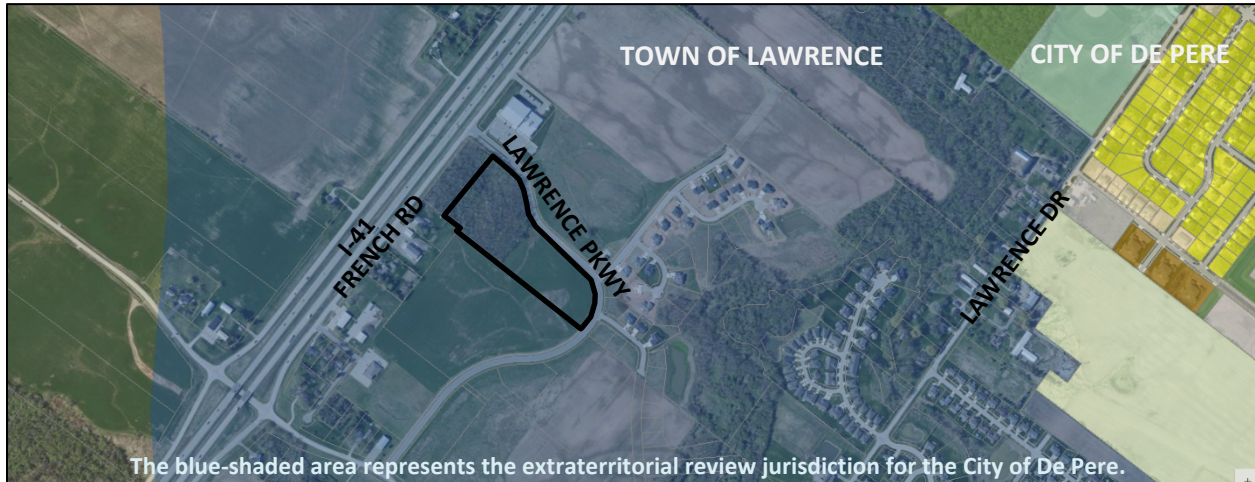 TOWN OF LAWRENCE
CITY OF DE PERE
LAWRENCE PKWY
I-41
FRENCH RD
LAWRENCE DR
The blue-shaded area represents the extraterritorial review jurisdiction for the City of De Pere.